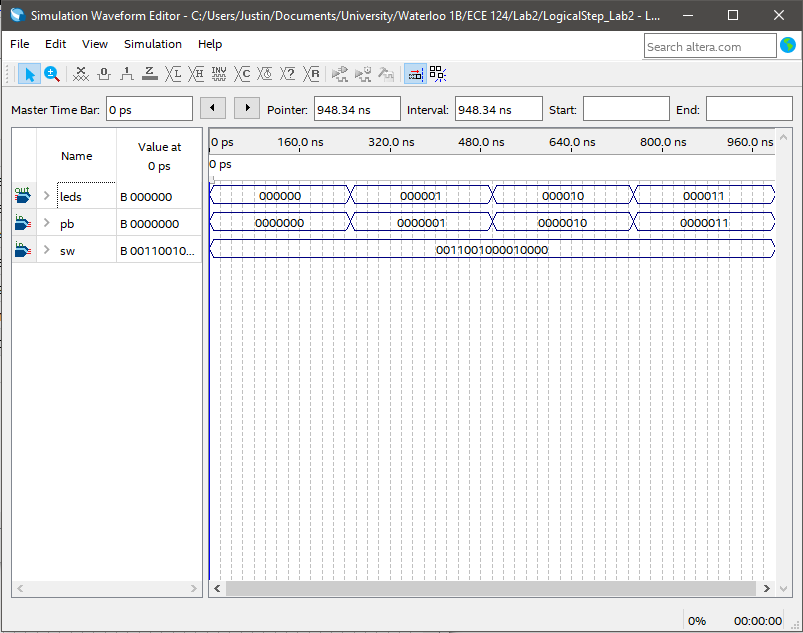 Simulation Waveform Editor - C:/Users/Justin/Documents/University/Waterloo 1B/ECE 124/Lab2/LogicalStep_Lab2 - L...
File Edit View Simulation Help
Search altera.com
Master Time Bar: 0 ps Pointer: 948.34 ns Interval: 948.34 ns Start: End:
Name Value at 0 ps
0 ps 160.0 ns 320.0 ns 480.0 ns 640.0 ns 800.0 ns 960.0 ns
0 ps
out leds B 000000 000000 000001 000010 000011
in pb B 0000000 0000000 0000001 0000010 0000011
in sw B 00110010... 0011001000010000
0% 00:00:00